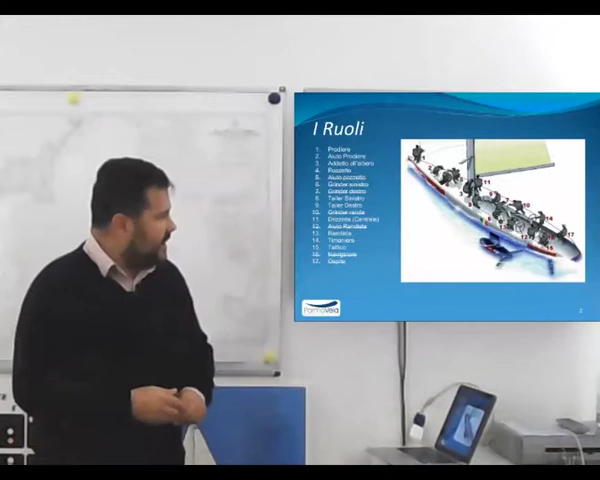 I Ruoli
1. Prodiere
2. Aiuto Prodiere
3. Addetto all'albero
4. Pozzetto
5. Aiuto pozzetto
6. Grinder sinistro
7. Grinder destro
8. Tailer Sinistro
9. Tailer Destro
10. Grinder randa
11. Drizzista (Centrale)
12. Aiuto Randista
13. Randista
14. Timoniere
15. Tattico
16. Navigatore
17. Ospite
ParmaVela
2